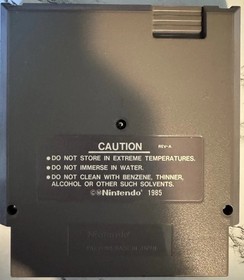 CAUTION REV-A
● DO NOT STORE IN EXTREME TEMPERATURES.
● DO NOT IMMERSE IN WATER.
● DO NOT CLEAN WITH BENZENE, THINNER,
ALCOHOL OR OTHER SUCH SOLVENTS.
©ⓂNintendo® 1985